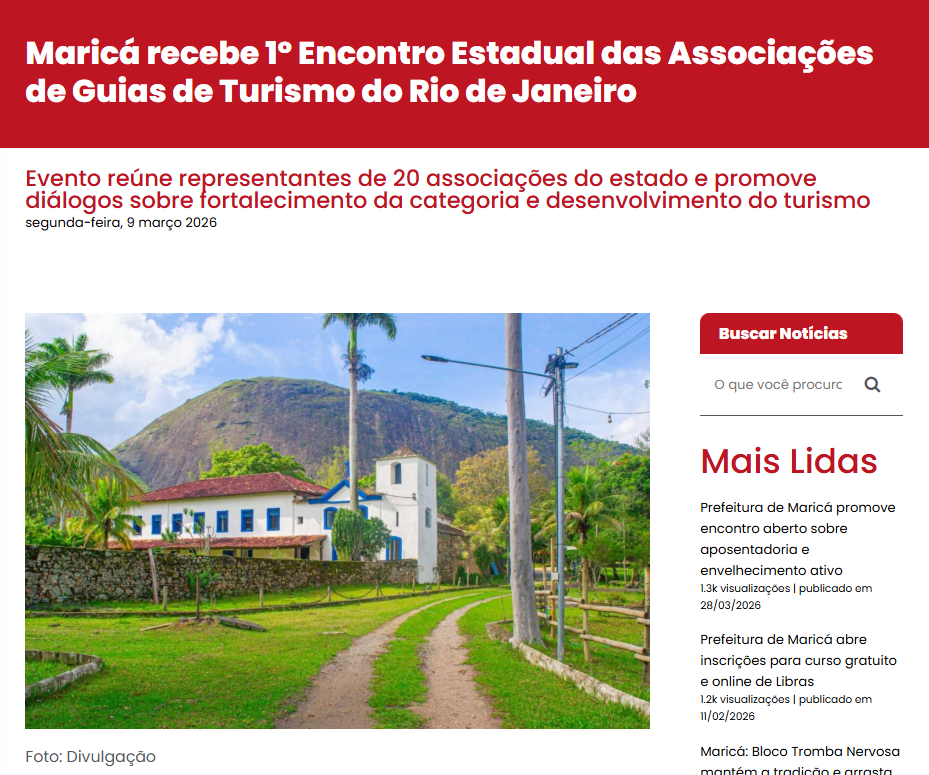 Maricá recebe 1º Encontro Estadual das Associações
de Guias de Turismo do Rio de Janeiro
Evento reúne representantes de 20 associações do estado e promove
diálogos sobre fortalecimento da categoria e desenvolvimento do turismo
segunda-feira, 9 março 2026
Foto: Divulgação
Buscar Notícias
O que você procurc
Mais Lidas
Prefeitura de Maricá promove
encontro aberto sobre
aposentadoria e
envelhecimento ativo
1.3k visualizações | publicado em
28/03/2026
Prefeitura de Maricá abre
inscrições para curso gratuito
e online de Libras
1.2k visualizações | publicado em
11/02/2026
Maricá: Bloco Tromba Nervosa
mantém a tradição e arrasta